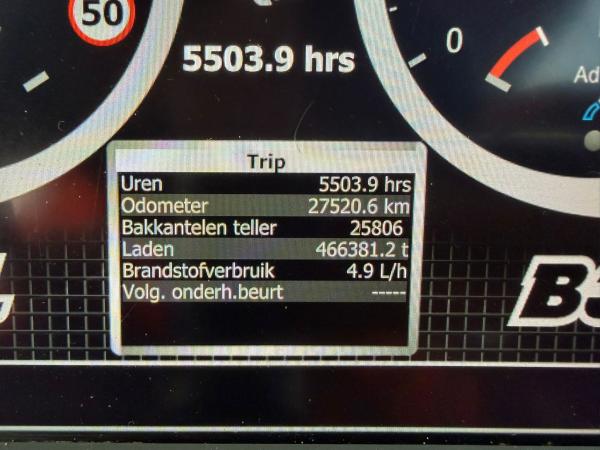 50
5503.9 hrs
0
Ad
Trip
Uren 5503.9 hrs
Odometer 27520.6 km
Bakkantelen teller 25806
Laden 466381.2 t
Brandstofverbruik 4.9 L/h
Volg. onderh.beurt -----